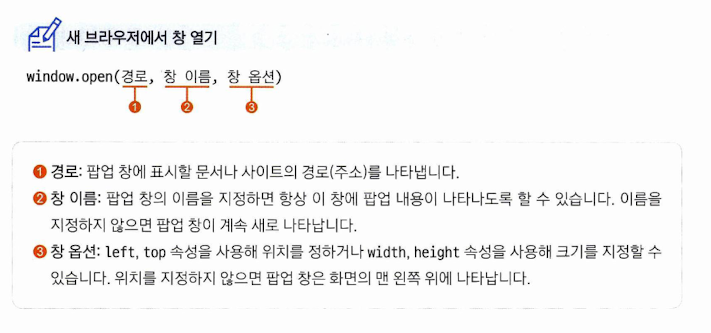 새 브라우저에서 창 열기
window.open(경로, 창 이름, 창 옵션)
1 2 3
1 경로: 팝업 창에 표시할 문서나 사이트의 경로(주소)를 나타냅니다.
2 창 이름: 팝업 창의 이름을 지정하면 항상 이 창에 팝업 내용이 나타나도록 할 수 있습니다. 이름을
지정하지 않으면 팝업 창이 계속 새로 나타납니다.
3 창 옵션: left, top 속성을 사용해 위치를 정하거나 width, height 속성을 사용해 크기를 지정할 수
있습니다. 위치를 지정하지 않으면 팝업 창은 화면의 맨 왼쪽 위에 나타납니다.